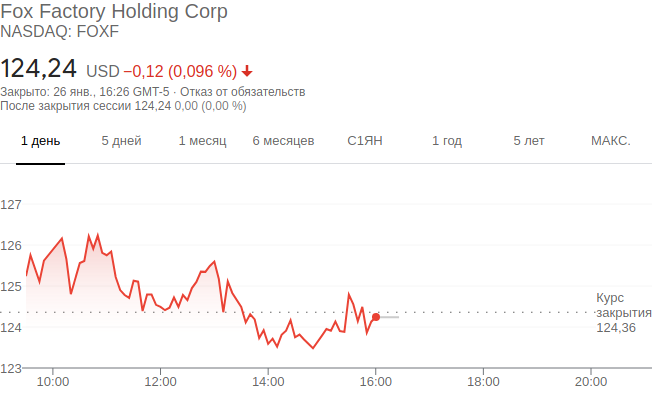 Fox Factory Holding Corp
NASDAQ: FOXF
124,24 USD −0,12 (0,096 %)
Закрыто: 26 янв., 16:26 GMT-5 · Отказ от обязательств
После закрытия сессии 124,24 0,00 (0,00 %)
1 день 5 дней 1 месяц 6 месяцев С1ЯН 1 год 5 лет МАКС.
127
126
125
Курс
закрытия
124,36
124
123
10:00 12:00 14:00 16:00 18:00 20:00